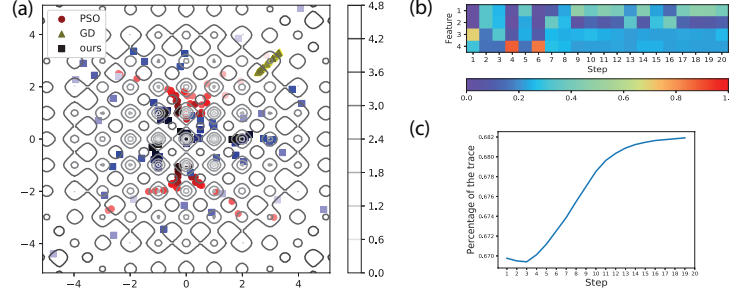 (a)
PSO
GD
ours
4
2
0
−2
−4
−4 −2 0 2 4
4.8
4.2
3.6
3.0
2.4
1.8
1.2
0.6
0.0
(b)
Feature
1
2
3
4
1 2 3 4 5 6 7 8 9 10 11 12 13 14 15 16 17 18 19 20
Step
0.0 0.2 0.4 0.6 0.8
(c)
Percentage of the trace
0.682
0.680
0.678
0.676
0.674
0.672
0.670
1 2 3 4 5 6 7 8 9 10 11 12 13 14 15 16 17 18 19 20
Step